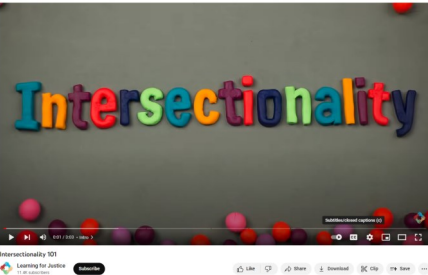 Intersectionality
Subtitles/closed captions (c)
0:01 / 3:03 • Intro
Intersectionality 101
Learning for Justice
Subscribe
Like
Share
Download
Clip
Save